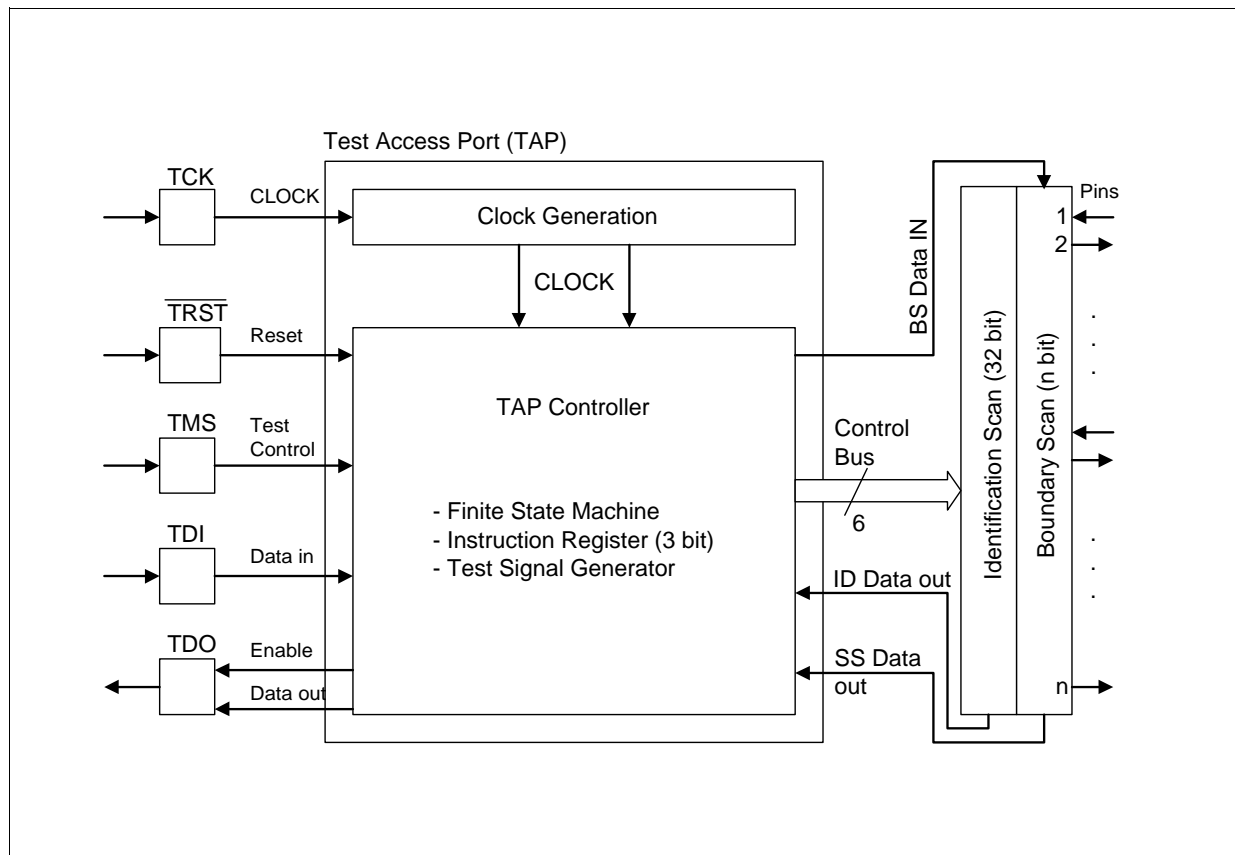 Test Access Port (TAP)
TCK
CLOCK
Clock Generation
CLOCK
TRST
Reset
TMS
Test
Control
TDI
Data in
TDO
Enable
Data out
TAP Controller
- Finite State Machine
- Instruction Register (3 bit)
- Test Signal Generator
BS Data IN
Control
Bus
6
ID Data out
SS Data
out
Identification Scan (32 bit)
Boundary Scan (n bit)
Pins
1
2
.
.
.
.
.
.
n